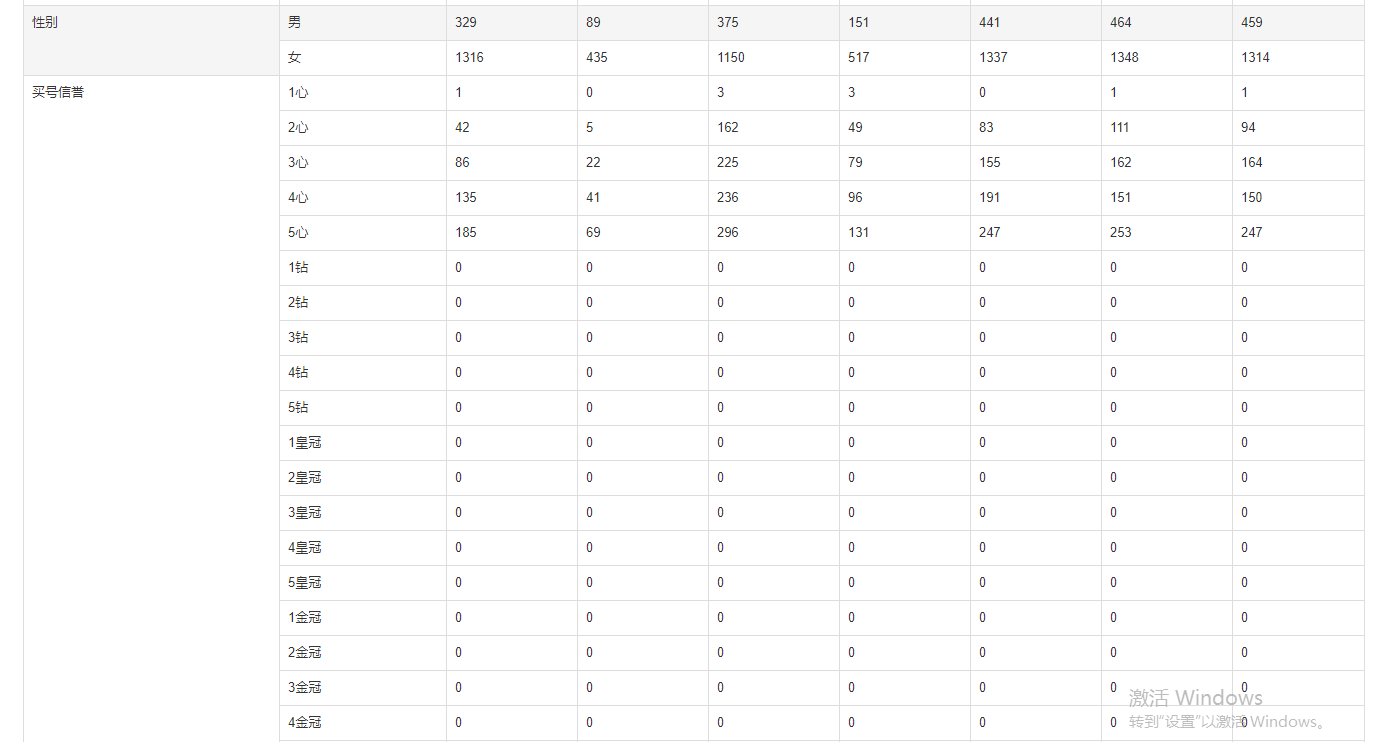 性别 男 329 89 375 151 441 464 459
女 1316 435 1150 517 1337 1348 1314
买号信誉 1心 1 0 3 3 0 1 1
2心 42 5 162 49 83 111 94
3心 86 22 225 79 155 162 164
4心 135 41 236 96 191 151 150
5心 185 69 296 131 247 253 247
1钻 0 0 0 0 0 0 0
2钻 0 0 0 0 0 0 0
3钻 0 0 0 0 0 0 0
4钻 0 0 0 0 0 0 0
5钻 0 0 0 0 0 0 0
1皇冠 0 0 0 0 0 0 0
2皇冠 0 0 0 0 0 0 0
3皇冠 0 0 0 0 0 0 0
4皇冠 0 0 0 0 0 0 0
5皇冠 0 0 0 0 0 0 0
1金冠 0 0 0 0 0 0 0
2金冠 0 0 0 0 0 0 0
3金冠 0 0 0 0 0 0 0
4金冠 0 0 0 0 0 0 0
激活 Windows
转到“设置”以激活 Windows。